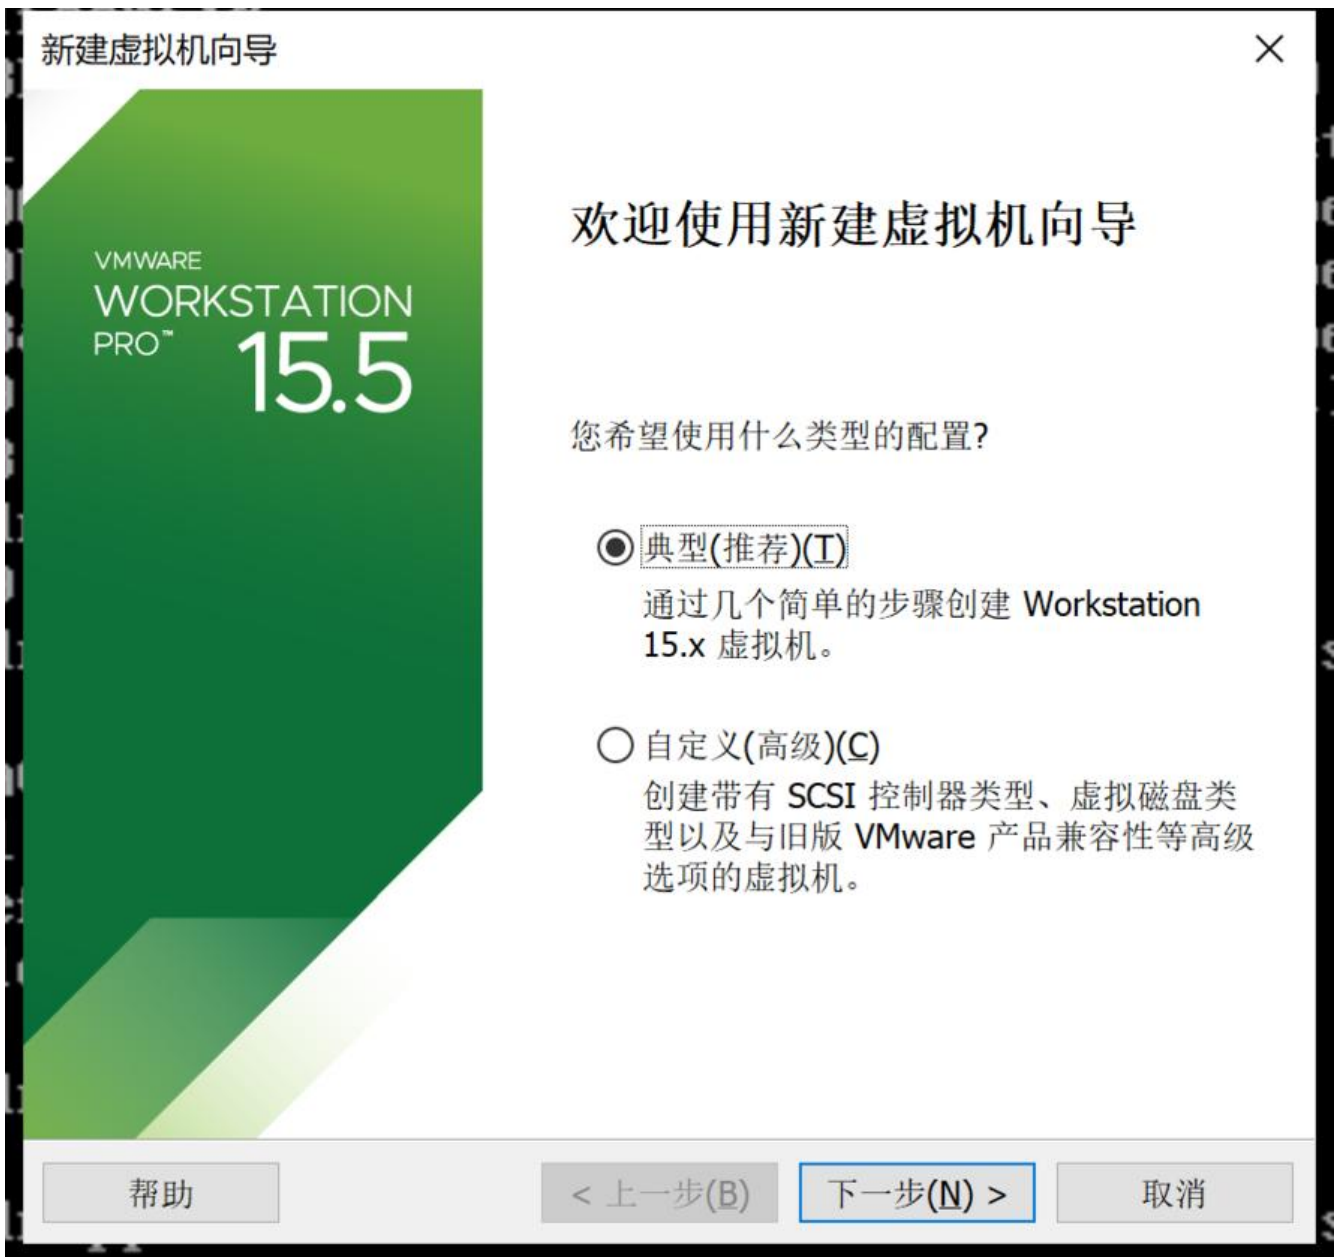 新建虚拟机向导
VMWARE
WORKSTATION
PRO™ 15.5
欢迎使用新建虚拟机向导
您希望使用什么类型的配置?
典型(推荐)(T)
通过几个简单的步骤创建 Workstation
15.x 虚拟机。
自定义(高级)(C)
创建带有 SCSI 控制器类型、虚拟磁盘类
型以及与旧版 VMware 产品兼容性等高级
选项的虚拟机。
帮助
< 上一步(B)
下一步(N) >
取消